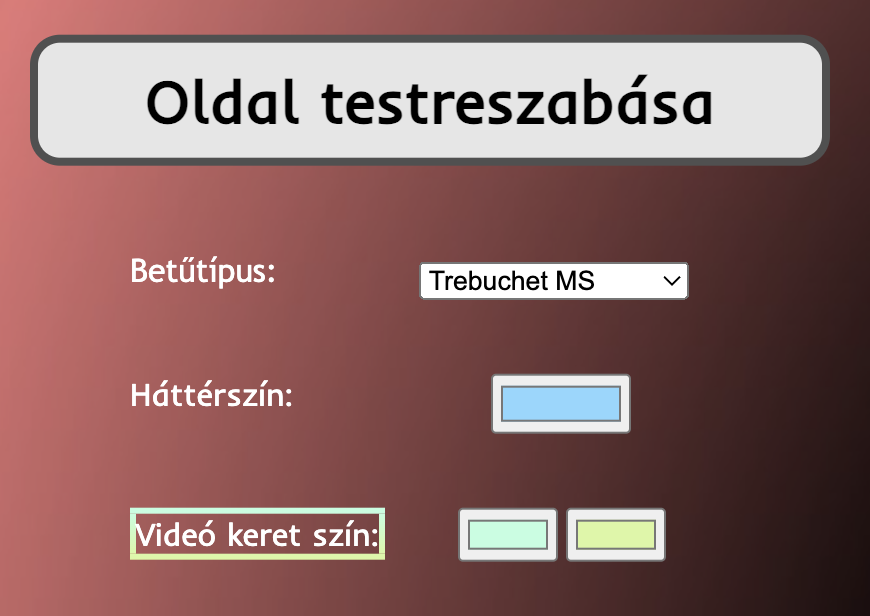 Oldal testreszabása
Betűtípus:
Trebuchet MS
Háttérszín:
Videó keret szín: